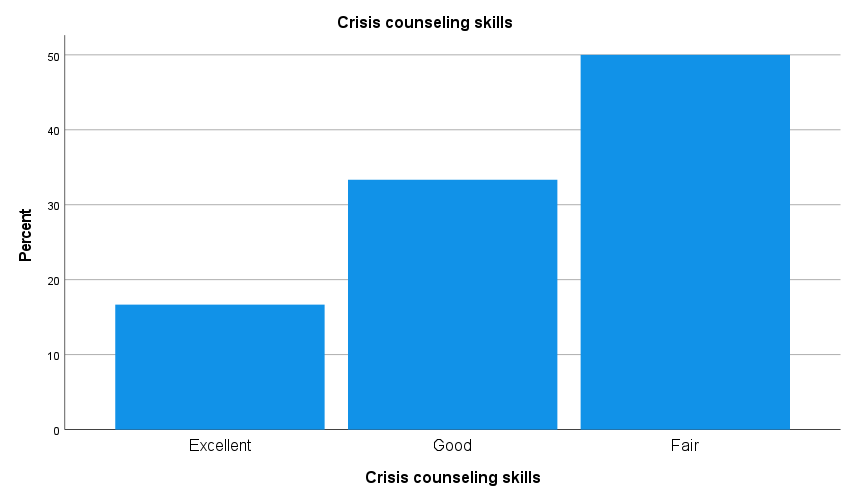 Crisis counseling skills
Percent
50
40
30
20
10
0
Excellent Good Fair
Crisis counseling skills